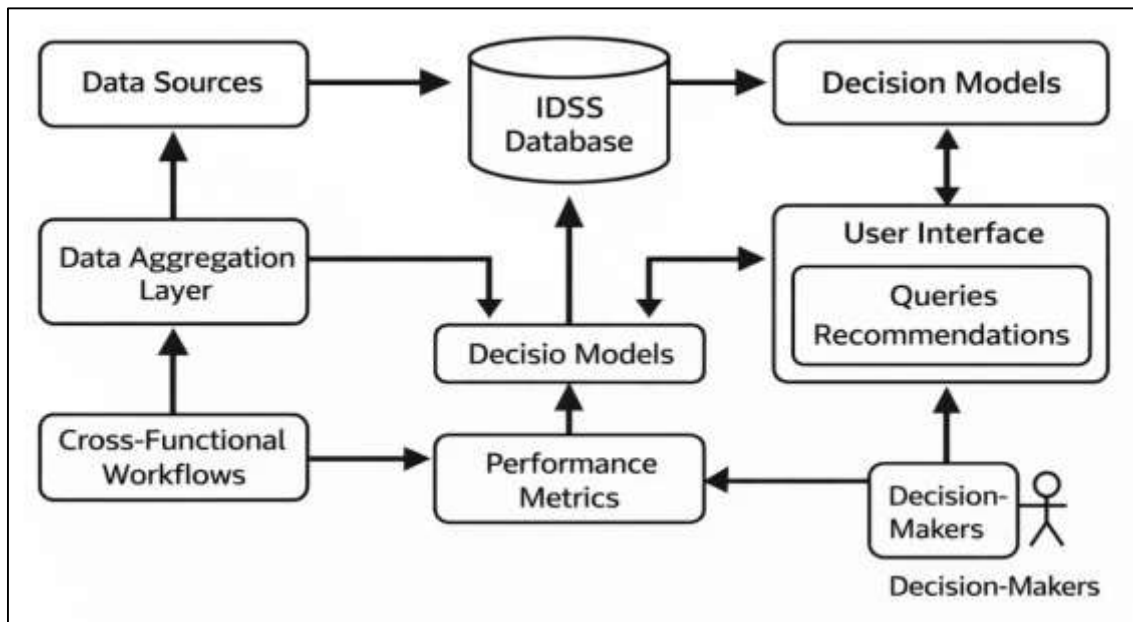 Data Sources
IDSS
Database
Decision Models
Data Aggregation
Layer
User Interface
Queries
Recommendations
Decisio Models
Cross-Functional
Workflows
Performance
Metrics
Decision-
Makers
Decision-Makers